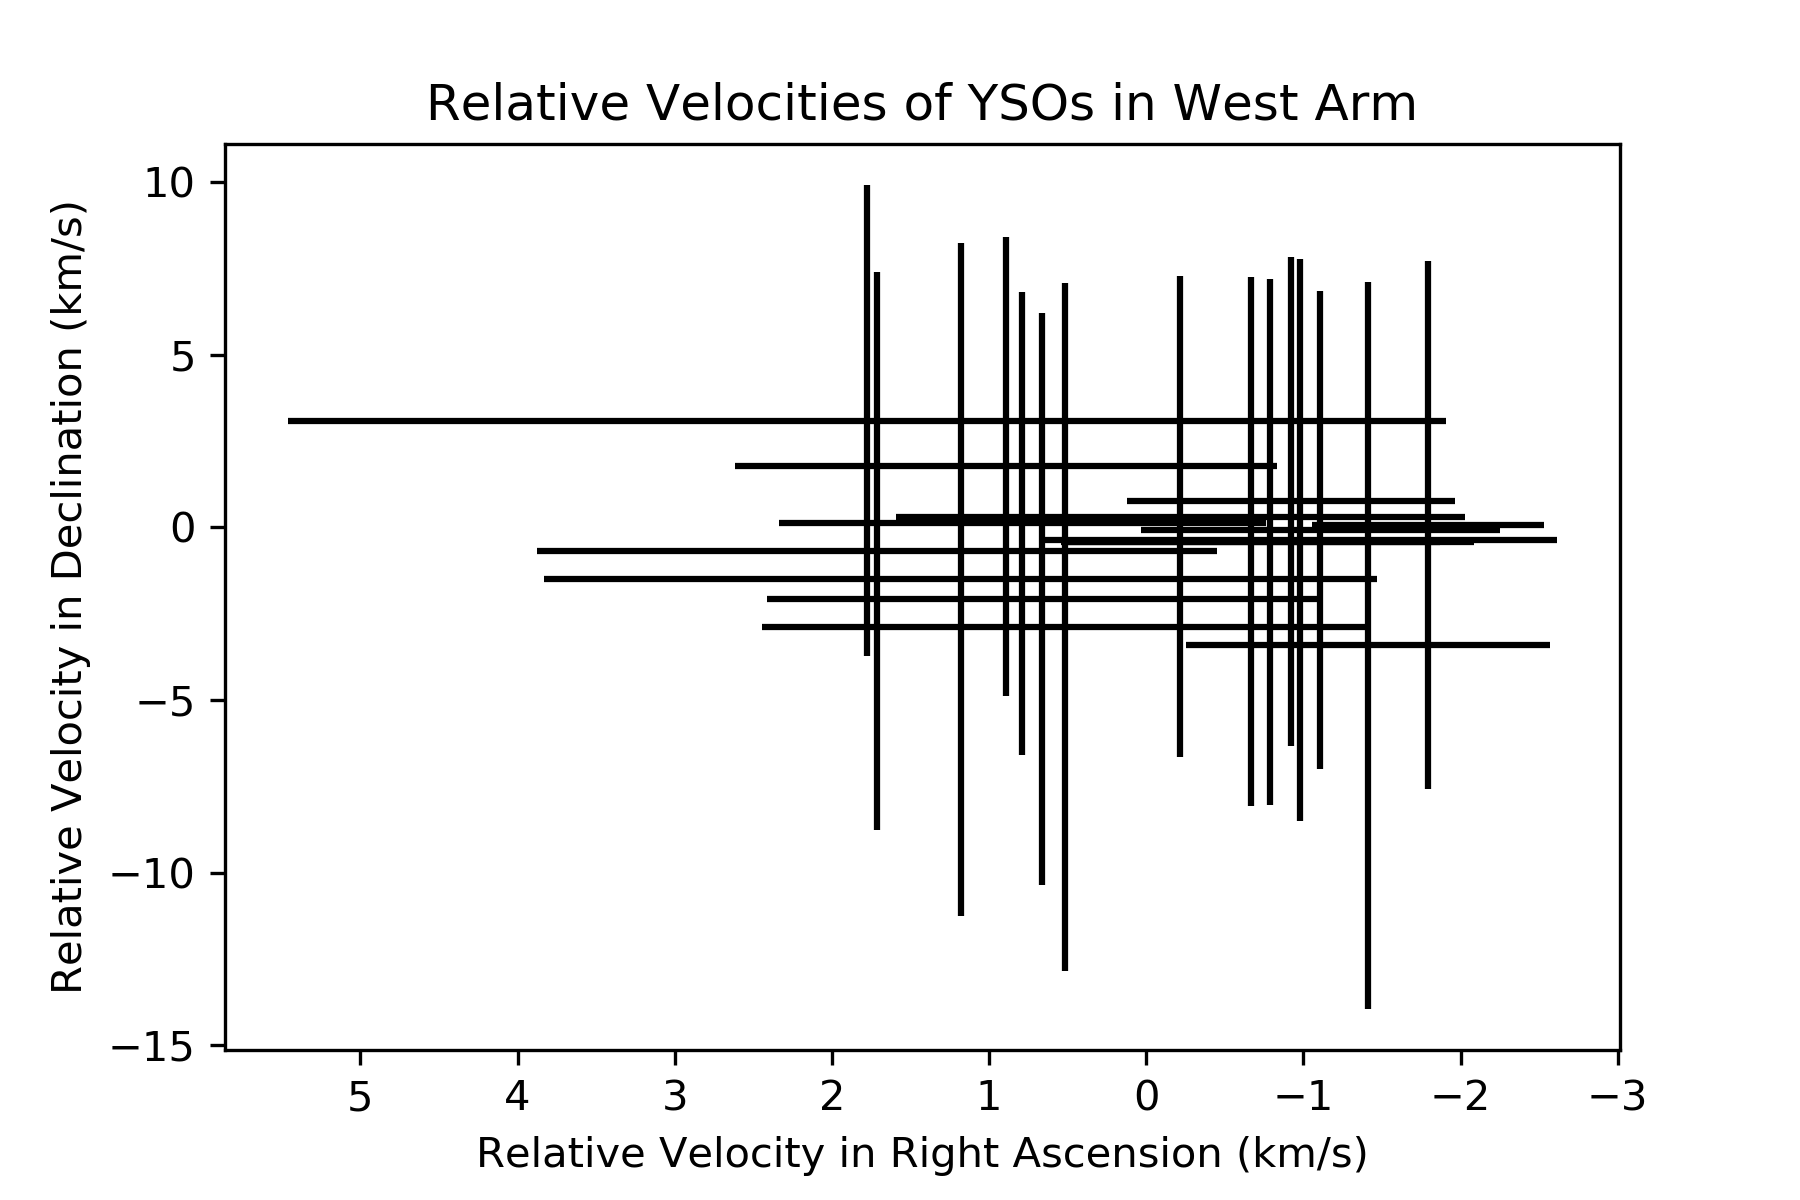 Relative Velocities of YSOs in West Arm
Relative Velocity in Declination (km/s)
10
5
0
−5
−10
−15
5 4 3 2 1 0 −1 −2 −3
Relative Velocity in Right Ascension (km/s)